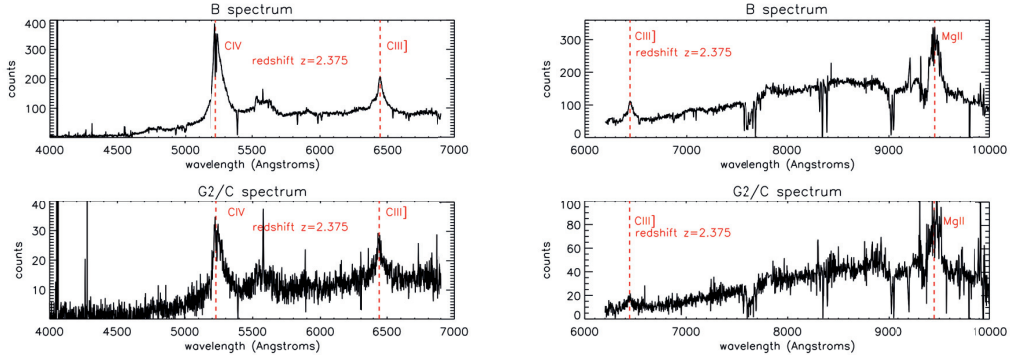 B spectrum
400
300
200
100
counts
CIV
CIII]
redshift z=2.375
4000 4500 5000 5500 6000 6500 7000
wavelength (Angstroms)
B spectrum
300
200
100
0
counts
CIII]
redshift z=2.375
MgII
6000 7000 8000 9000 10000
wavelength (Angstroms)
G2/C spectrum
40
30
20
10
counts
CIV
CIII]
redshift z=2.375
4000 4500 5000 5500 6000 6500 7000
wavelength (Angstroms)
G2/C spectrum
100
80
60
40
20
0
counts
CIII]
redshift z=2.375
MgII
6000 7000 8000 9000 10000
wavelength (Angstroms)